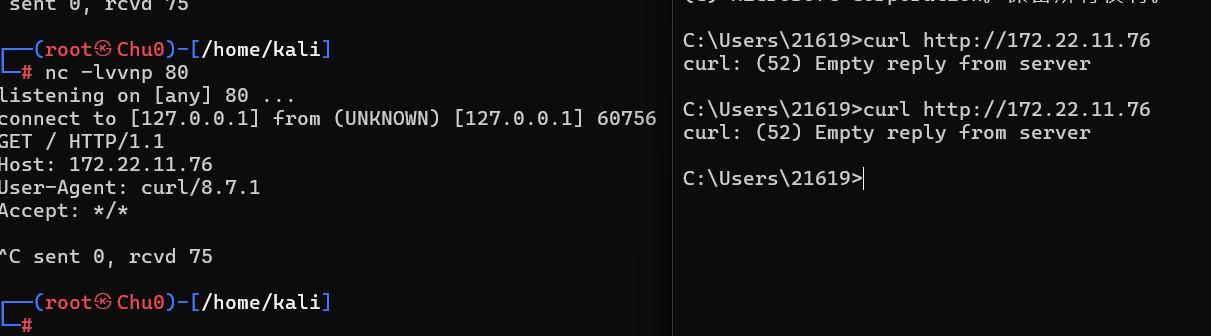 sent 0, rcvd 75
┌──(root㉿Chu0)-[/home/kali]
└─# nc -lvvnp 80
listening on [any] 80 ...
connect to [127.0.0.1] from (UNKNOWN) [127.0.0.1] 60756
GET / HTTP/1.1
Host: 172.22.11.76
User-Agent: curl/8.7.1
Accept: */*
^C sent 0, rcvd 75
┌──(root㉿Chu0)-[/home/kali]
└─#
C:\Users\21619>curl http://172.22.11.76
curl: (52) Empty reply from server
C:\Users\21619>curl http://172.22.11.76
curl: (52) Empty reply from server
C:\Users\21619>